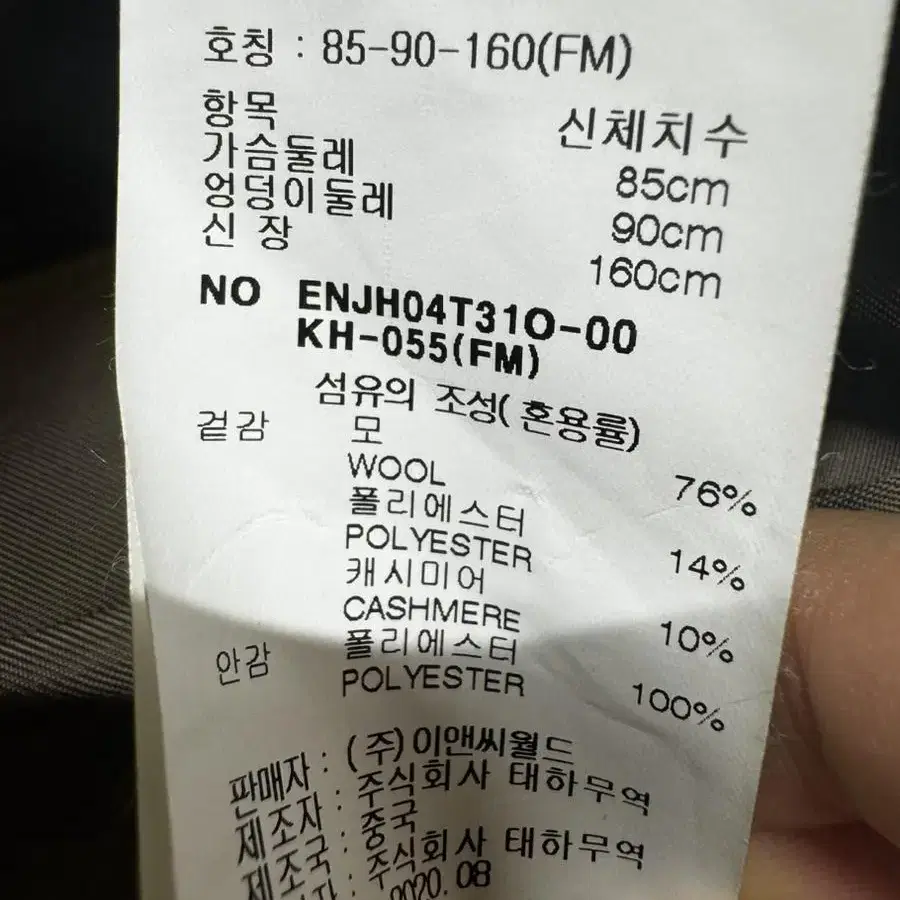 호칭 : 85-90-160(FM)
항목 신체치수
가슴둘레 85cm
엉덩이둘레 90cm
신 장 160cm
NO ENJH04T310-00
KH-055(FM)
섬유의 조성(혼용률)
겉감 모
WOOL 76%
폴리에스터
POLYESTER 14%
캐시미어
CASHMERE 10%
안감 폴리에스터
POLYESTER 100%
판매자 : (주)이앤씨월드
제조자 : 주식회사 태하무역
제조국 : 중국
제 : 주식회사 태하무역
2020.08